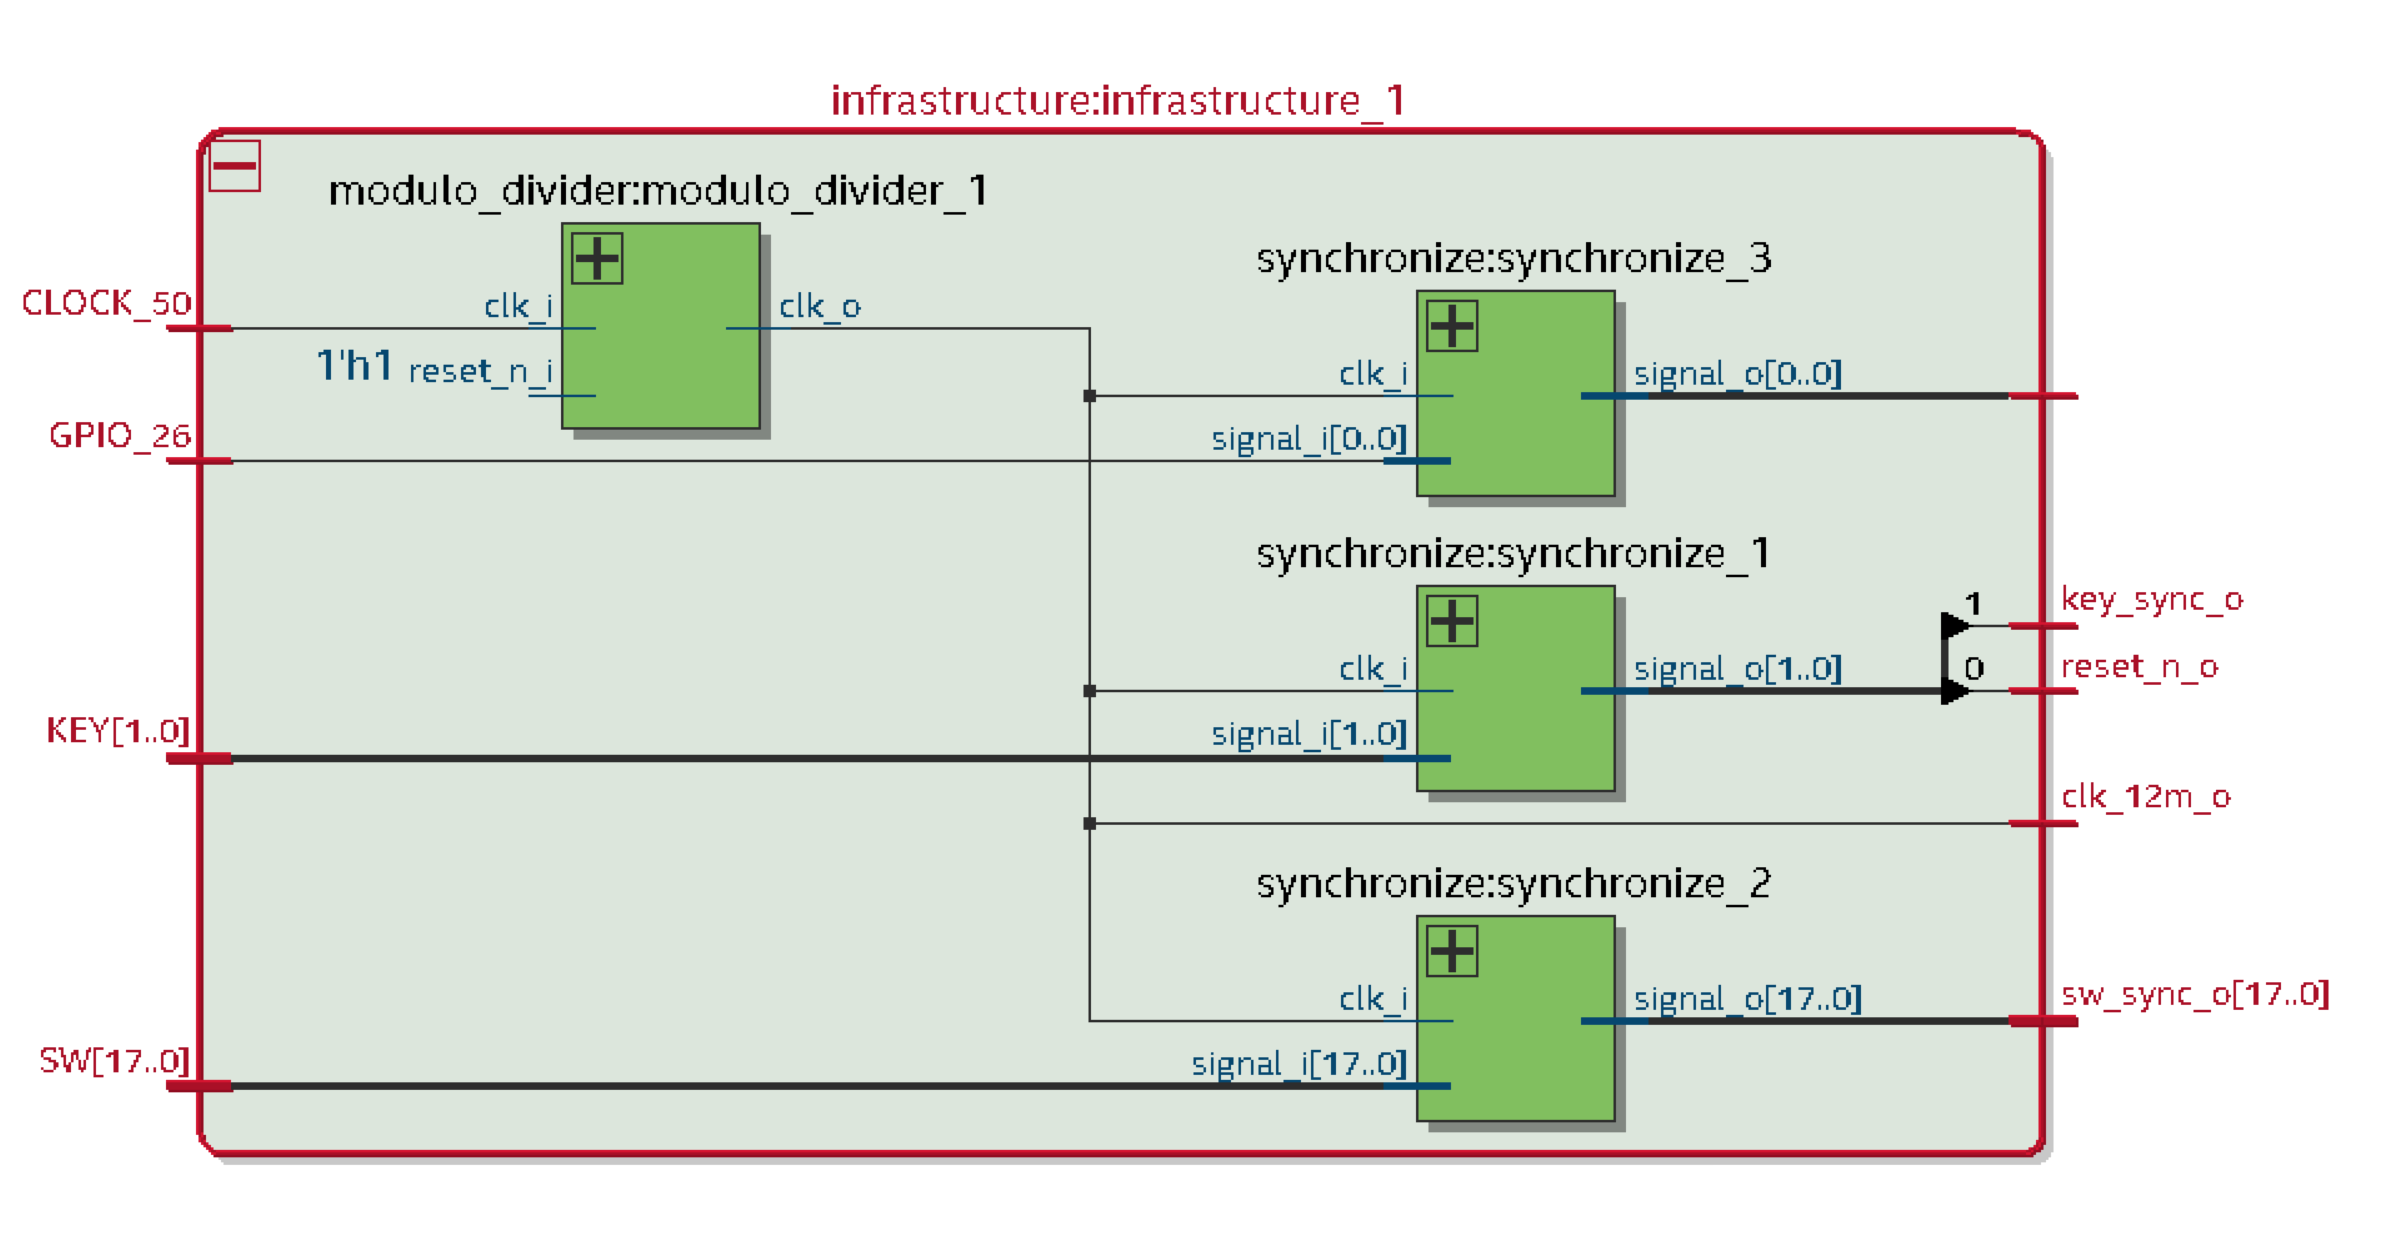 infrastructure:infrastructure_1
modulo_divider:modulo_divider_1
CLOCK_50
clk_i
clk_o
1'h1 reset_n_i
GPIO_26
synchronize:synchronize_3
clk_i
signal_o[0..0]
signal_i[0..0]
synchronize:synchronize_1
clk_i
signal_o[1..0]
KEY[1..0]
signal_i[1..0]
1
key_sync_o
0
reset_n_o
clk_12m_o
synchronize:synchronize_2
clk_i
signal_o[17..0]
sw_sync_o[17..0]
SW[17..0]
signal_i[17..0]